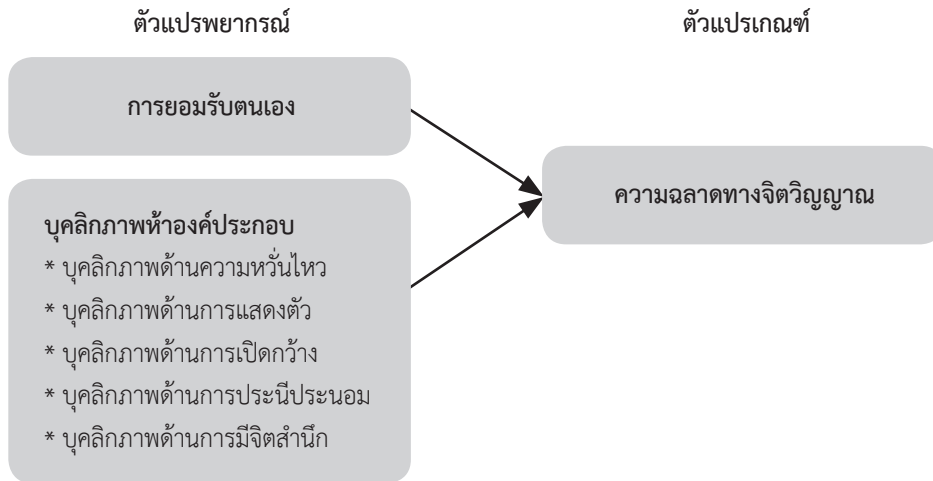 ตัวแปรพยากรณ์
ตัวแปรเกณฑ์
การยอมรับตนเอง
ความฉลาดทางจิตวิญญาณ
บุคลิกภาพห้าองค์ประกอบ
* บุคลิกภาพด้านความหวั่นไหว
* บุคลิกภาพด้านการแสดงตัว
* บุคลิกภาพด้านการเปิดกว้าง
* บุคลิกภาพด้านการประนีประนอม
* บุคลิกภาพด้านการมีจิตสำนึก